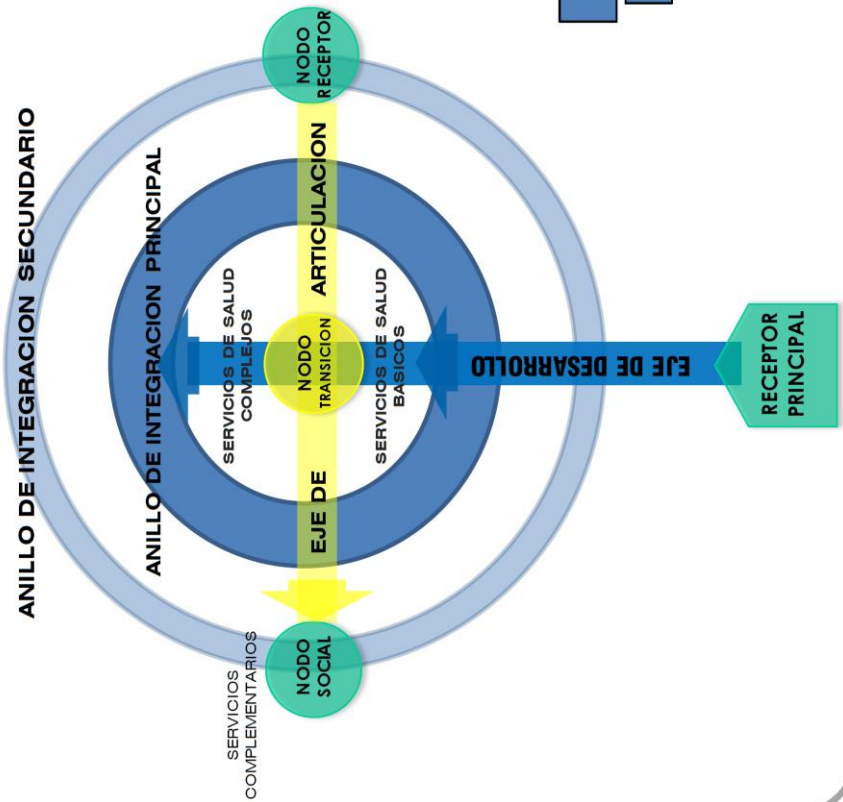 ANILLO DE INTEGRACION SECUNDARIO
ANILLO DE INTEGRACION PRINCIPAL
SERVICIOS DE SALUD
COMPLEJOS
NODO
RECEPTOR
EJE DE ARTICULACION
NODO
TRANSICION
SERVICIOS DE SALUD
BASICOS
SERVICIOS
COMPLEMENTARIOS
NODO
SOCIAL
EJE DE DESARROLLO
RECEPTOR
PRINCIPAL